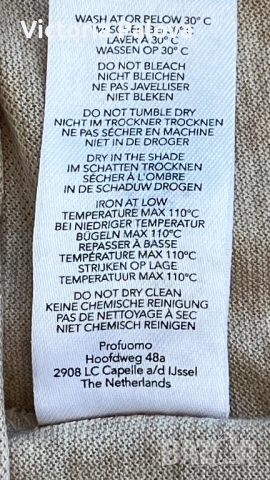 Victoria Fashion
WASH AT OR PELOW 30° C
LAVER À 30° C
WASSEN OP 30° C
DO NOT BLEACH
NICHT BLEICHEN
NE PAS JAVELLISER
NIET BLEKEN
DO NOT TUMBLE DRY
NICHT IM TROCKNER TROCKNEN
NE PAS SÉCHER EN MACHINE
NIET IN DE DROGER
DRY IN THE SHADE
IM SCHATTEN TROCKNEN
SÉCHER À L'OMBRE
IN DE SCHADUW DROGEN
IRON AT LOW
TEMPERATURE MAX 110°C
BEI NIEDRIGER TEMPERATUR
BÜGELN MAX 110°C
REPASSER À BASSE
TEMPÉRATURE MAX 110°C
STRIJKEN OP LAGE
TEMPERATUUR MAX 110°C
DO NOT DRY CLEAN
KEINE CHEMISCHE REINIGUNG
PAS DE NETTOYAGE À SEC
NIET CHEMISCH REINIGEN
Profuomo
Hoofdweg 48a
2908 LC Capelle a/d IJssel
The Netherlands